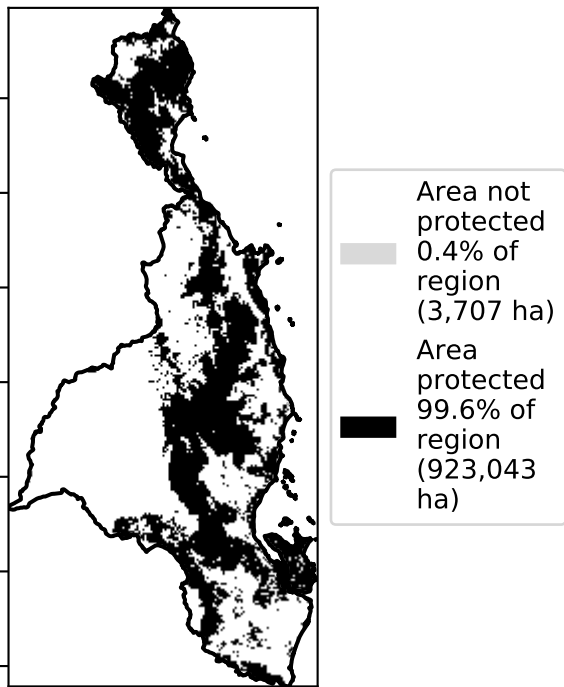 Area not
protected
0.4% of
region
(3,707 ha)
Area
protected
99.6% of
region
(923,043
ha)